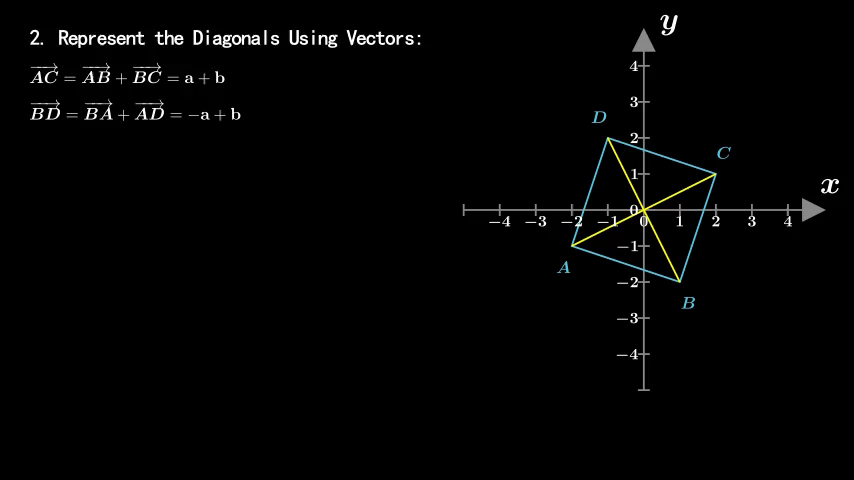 2. Represent the Diagonals Using Vectors:
$\overrightarrow{AC} = \overrightarrow{AB} + \overrightarrow{BC} = \mathbf{a} + \mathbf{b}$
$\overrightarrow{BD} = \overrightarrow{BA} + \overrightarrow{AD} = -\mathbf{a} + \mathbf{b}$
y
4
3
D
2
C
1
x
0
−4 −3 −2 −1 0 1 2 3 4
−1
A
−2
B
−3
−4